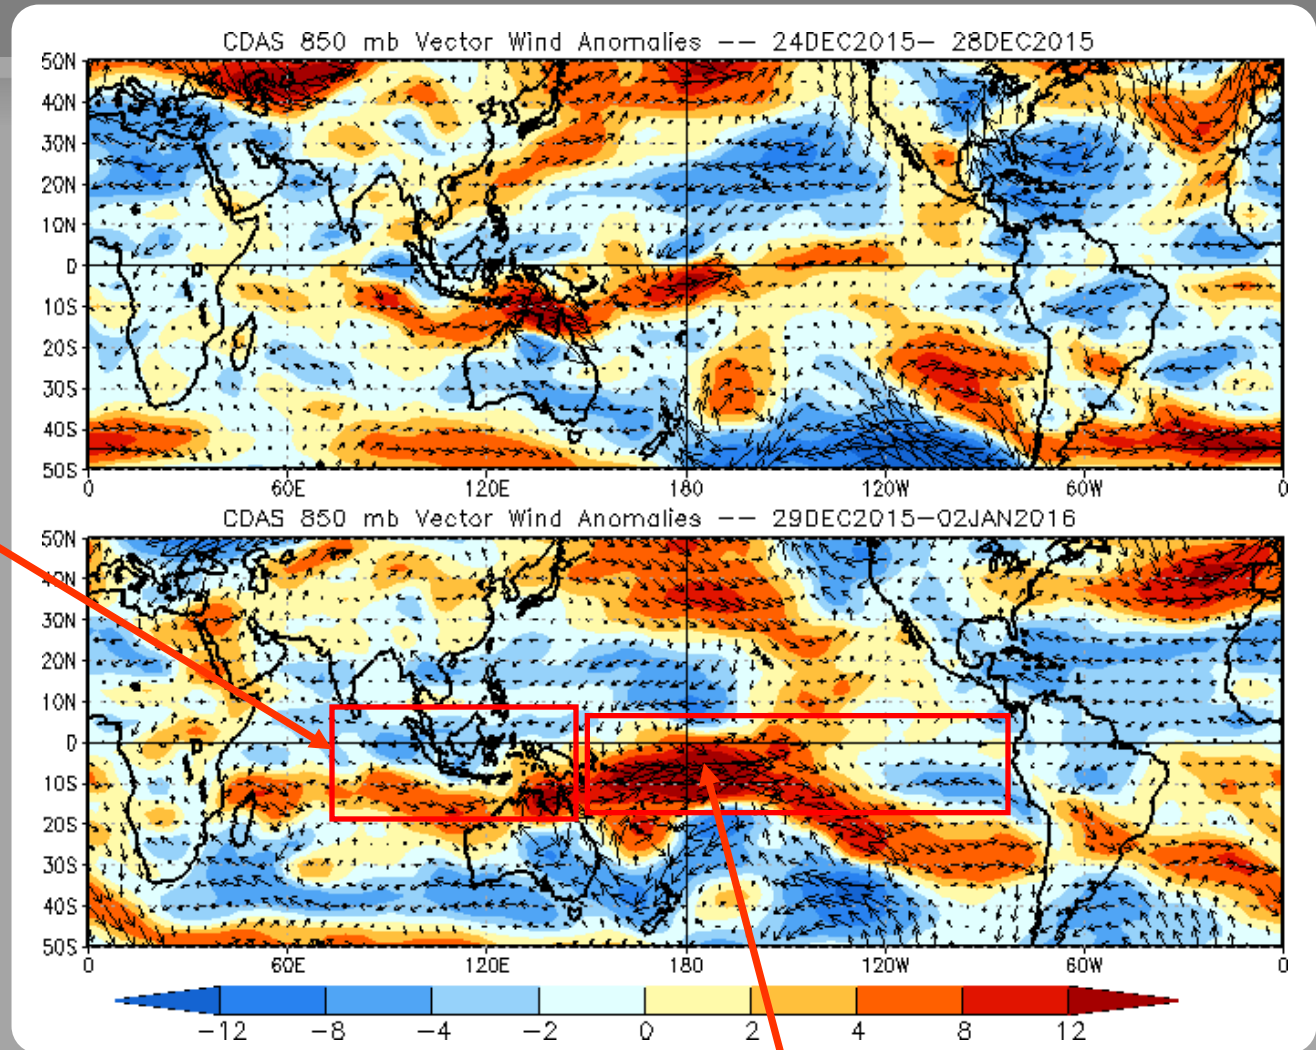 CDAS 850 mb Vector Wind Anomalies -- 24DEC2015- 28DEC2015
50N
40N
30N
20N
10N
0
10S
20S
30S
40S
50S
0 60E 120E 180 120W 60W 0
CDAS 850 mb Vector Wind Anomalies -- 29DEC2015-02JAN2016
50N
40N
30N
20N
10N
0
10S
20S
30S
40S
50S
0 60E 120E 180 120W 60W 0
-12 -8 -4 -2 0 2 4 8 12